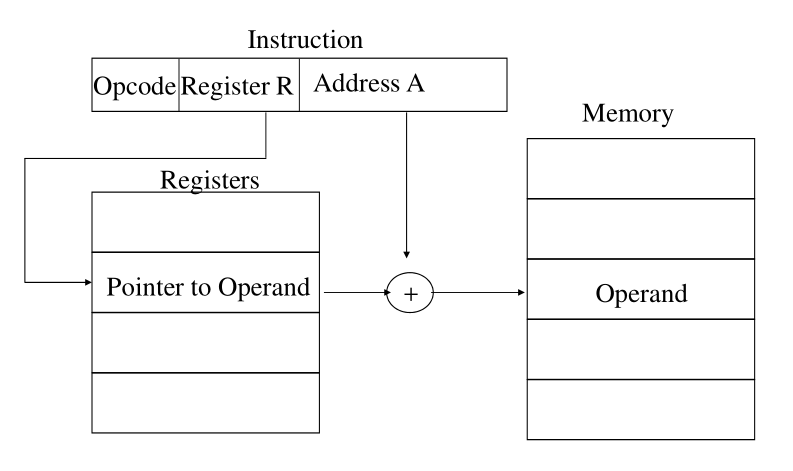 Instruction
Opcode Register R Address A
Memory
Registers
Pointer to Operand
+
Operand